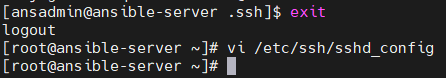 [ansadmin@ansible-server .ssh]$ exit
logout
[root@ansible-server ~]# vi /etc/ssh/sshd_config
[root@ansible-server ~]#